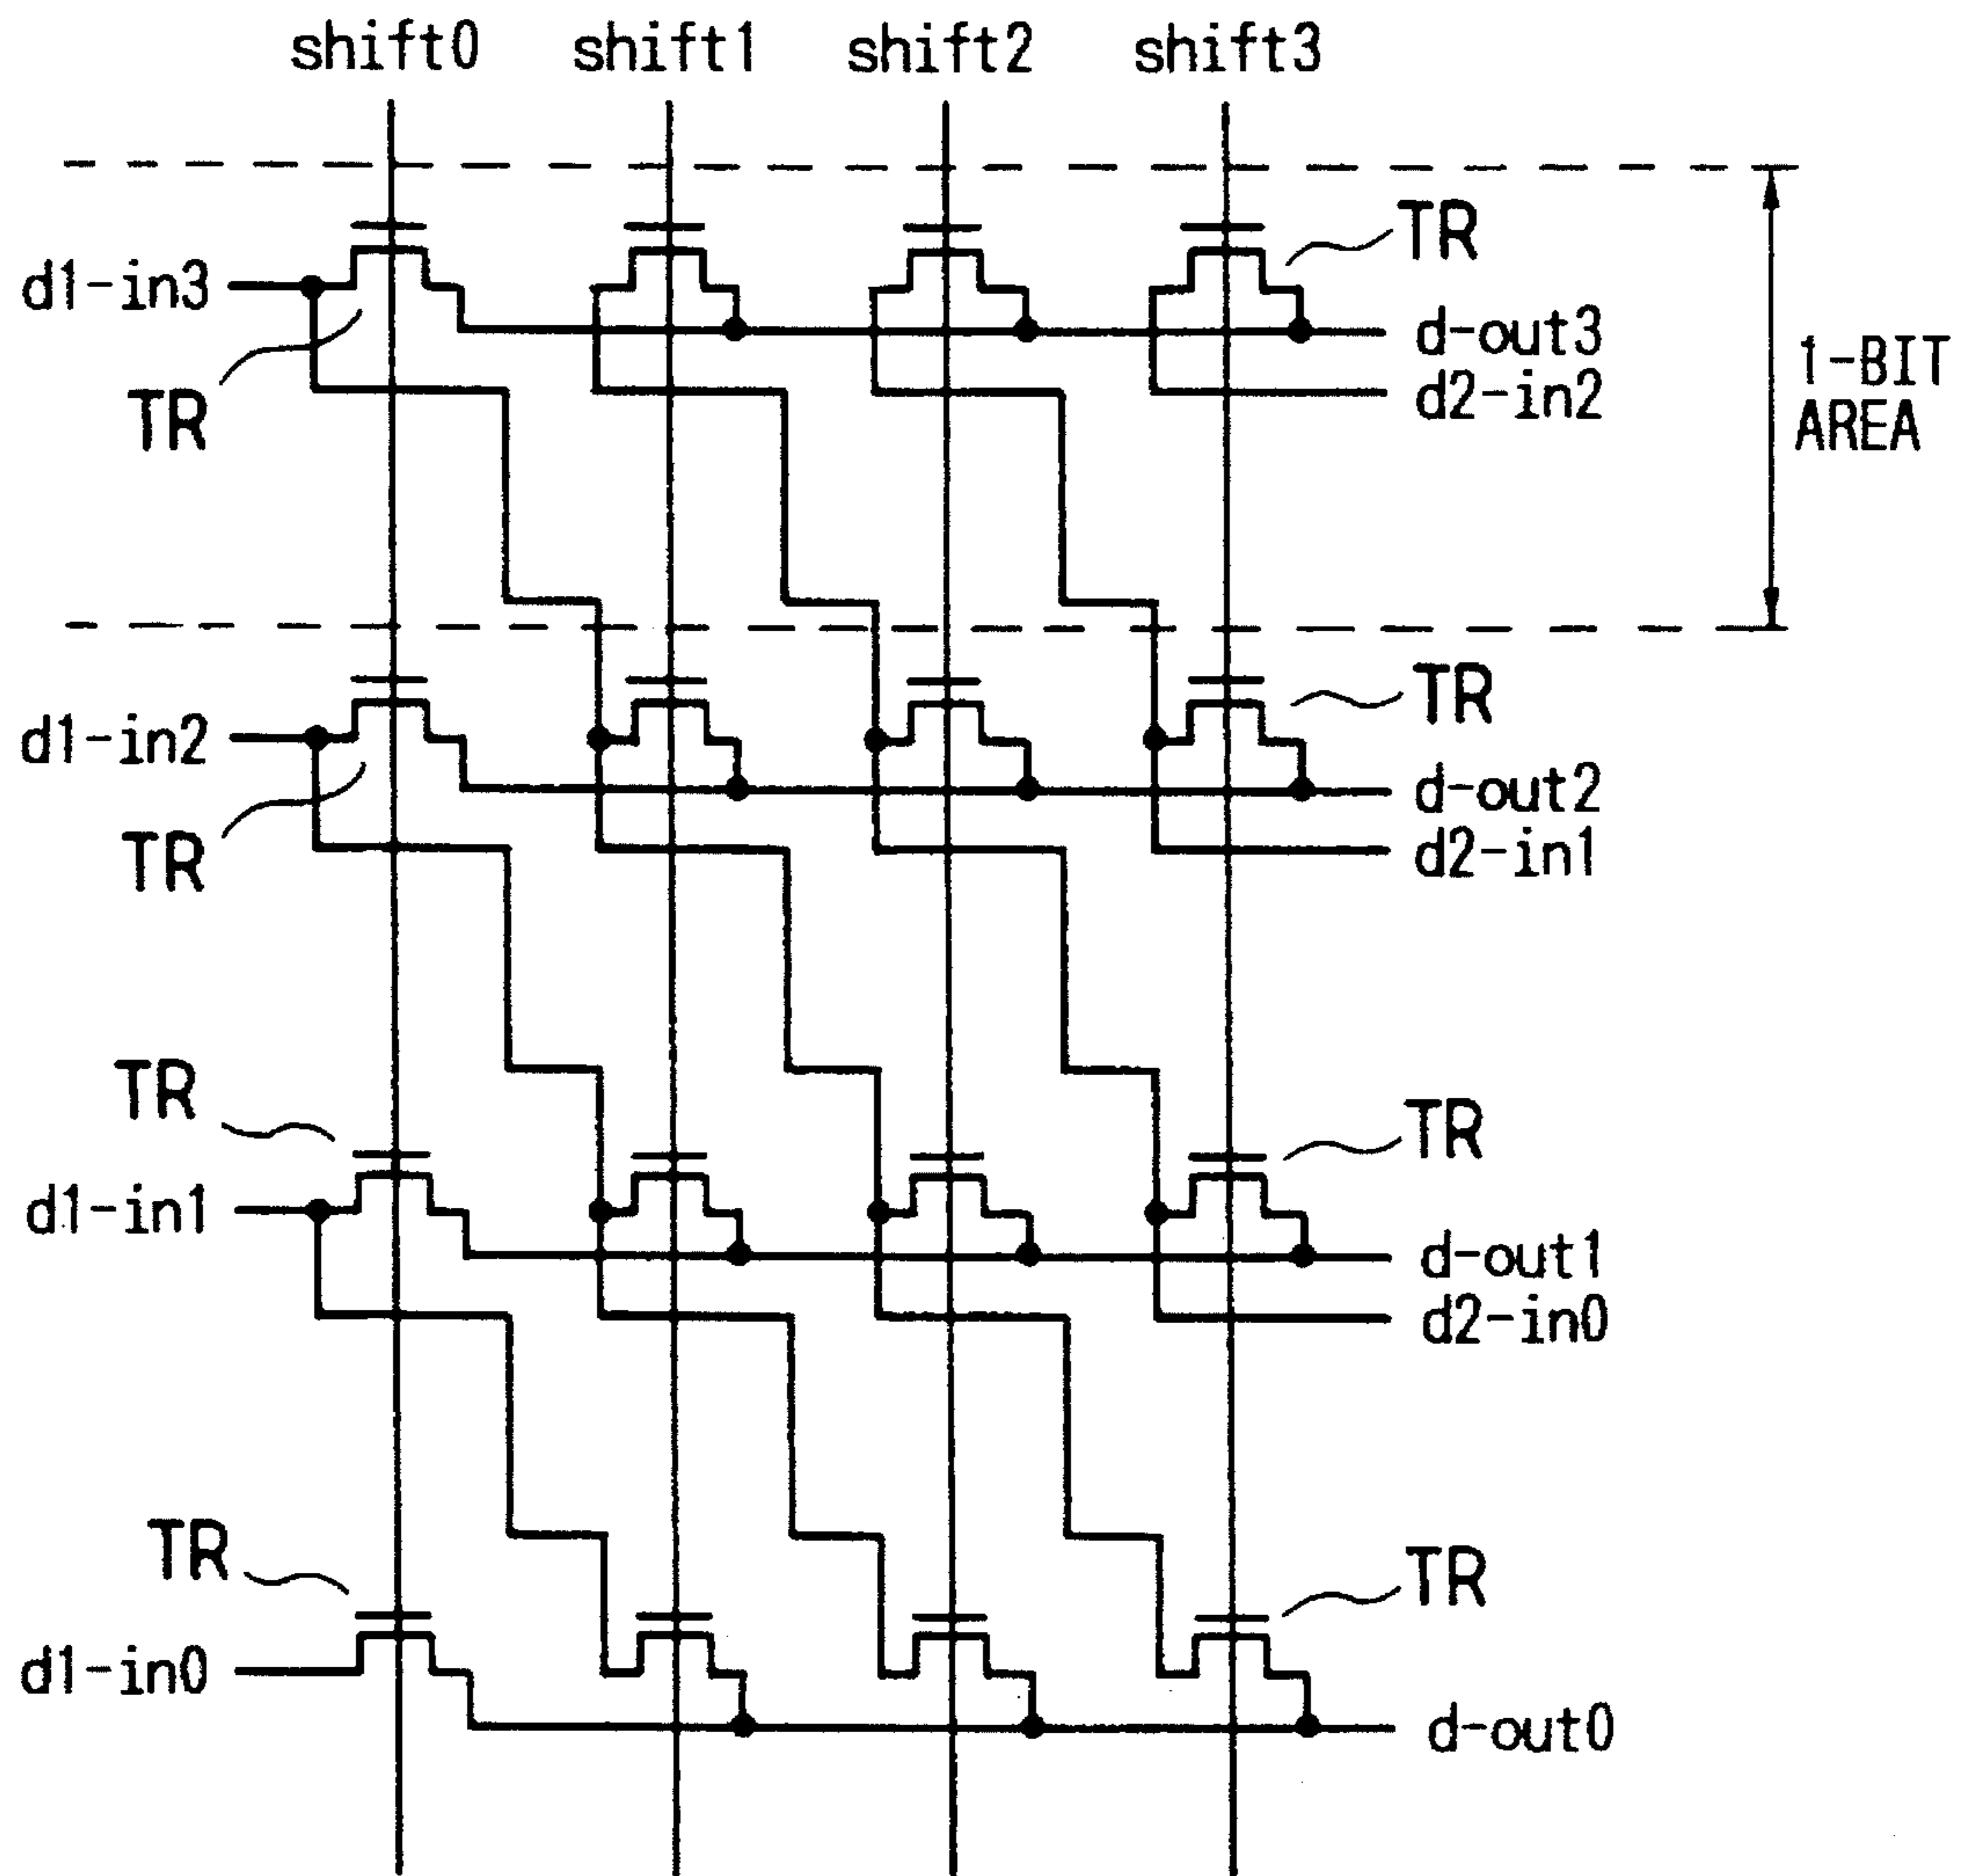 shift0 shift1 shift2 shift3
TR
d1-in3
d-out3
1-BIT
AREA
TR
d2-in2
TR
d1-in2
d-out2
TR
d2-in1
TR
TR
d1-in1
d-out1
d2-in0
TR
TR
d1-in0
d-out0